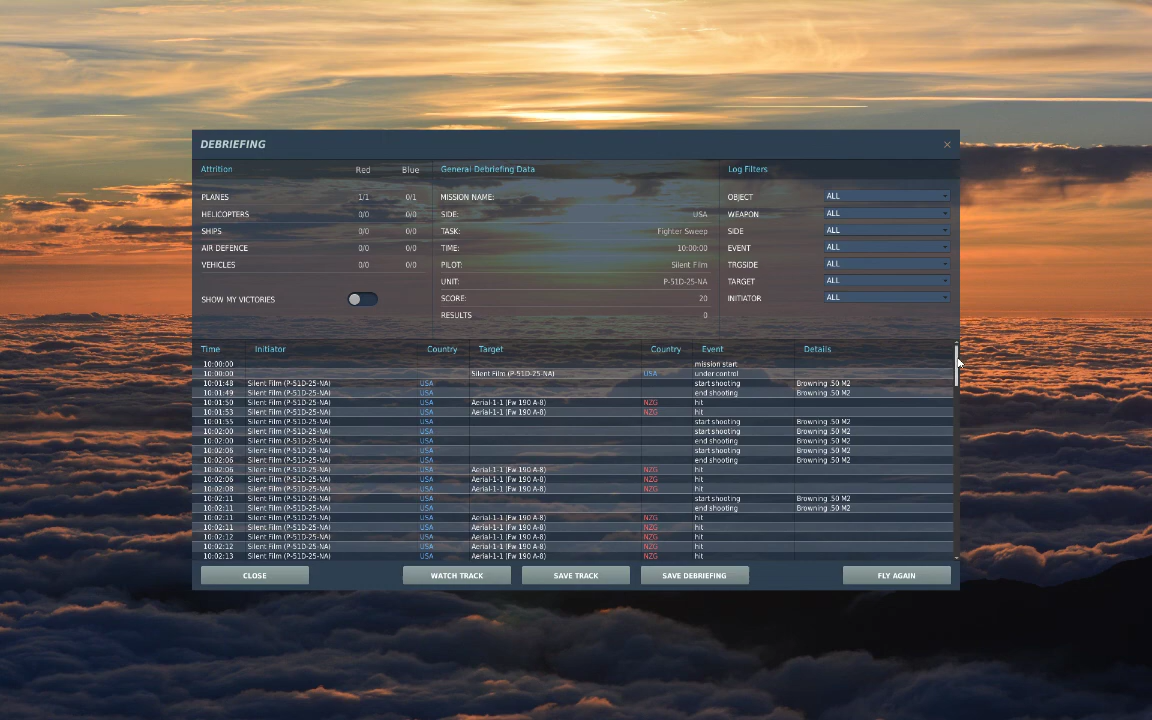 DEBRIEFING
Attrition Red Blue General Debriefing Data Log Filters
PLANES 1/1 0/1 MISSION NAME: OBJECT ALL
HELICOPTERS 0/0 0/0 SIDE: USA WEAPON ALL
SHIPS 0/0 0/0 TASK: Fighter Sweep SIDE ALL
AIR DEFENCE 0/0 0/0 TIME: 10:00:00 EVENT ALL
VEHICLES 0/0 0/0 PILOT: Silent Film TRGSIDE ALL
UNIT: P-51D-25-NA TARGET ALL
SHOW MY VICTORIES SCORE: 20 INITIATOR ALL
RESULTS 0
Time Initiator Country Target Country Event Details
10:00:00 mission start
10:00:00 Silent Film (P-51D-25-NA) USA under control
10:01:48 Silent Film (P-51D-25-NA) USA start shooting Browning .50 M2
10:01:49 Silent Film (P-51D-25-NA) USA end shooting Browning .50 M2
10:01:50 Silent Film (P-51D-25-NA) USA Aerial-1-1 (Fw 190 A-8) NZG hit
10:01:53 Silent Film (P-51D-25-NA) USA Aerial-1-1 (Fw 190 A-8) NZG hit
10:01:55 Silent Film (P-51D-25-NA) USA start shooting Browning .50 M2
10:02:00 Silent Film (P-51D-25-NA) USA start shooting Browning .50 M2
10:02:00 Silent Film (P-51D-25-NA) USA end shooting Browning .50 M2
10:02:06 Silent Film (P-51D-25-NA) USA start shooting Browning .50 M2
10:02:06 Silent Film (P-51D-25-NA) USA end shooting Browning .50 M2
10:02:06 Silent Film (P-51D-25-NA) USA Aerial-1-1 (Fw 190 A-8) NZG hit
10:02:06 Silent Film (P-51D-25-NA) USA Aerial-1-1 (Fw 190 A-8) NZG hit
10:02:08 Silent Film (P-51D-25-NA) USA Aerial-1-1 (Fw 190 A-8) NZG hit
10:02:11 Silent Film (P-51D-25-NA) USA start shooting Browning .50 M2
10:02:11 Silent Film (P-51D-25-NA) USA end shooting Browning .50 M2
10:02:11 Silent Film (P-51D-25-NA) USA Aerial-1-1 (Fw 190 A-8) NZG hit
10:02:11 Silent Film (P-51D-25-NA) USA Aerial-1-1 (Fw 190 A-8) NZG hit
10:02:12 Silent Film (P-51D-25-NA) USA Aerial-1-1 (Fw 190 A-8) NZG hit
10:02:12 Silent Film (P-51D-25-NA) USA Aerial-1-1 (Fw 190 A-8) NZG hit
10:02:13 Silent Film (P-51D-25-NA) USA Aerial-1-1 (Fw 190 A-8) NZG hit
CLOSE WATCH TRACK SAVE TRACK SAVE DEBRIEFING FLY AGAIN